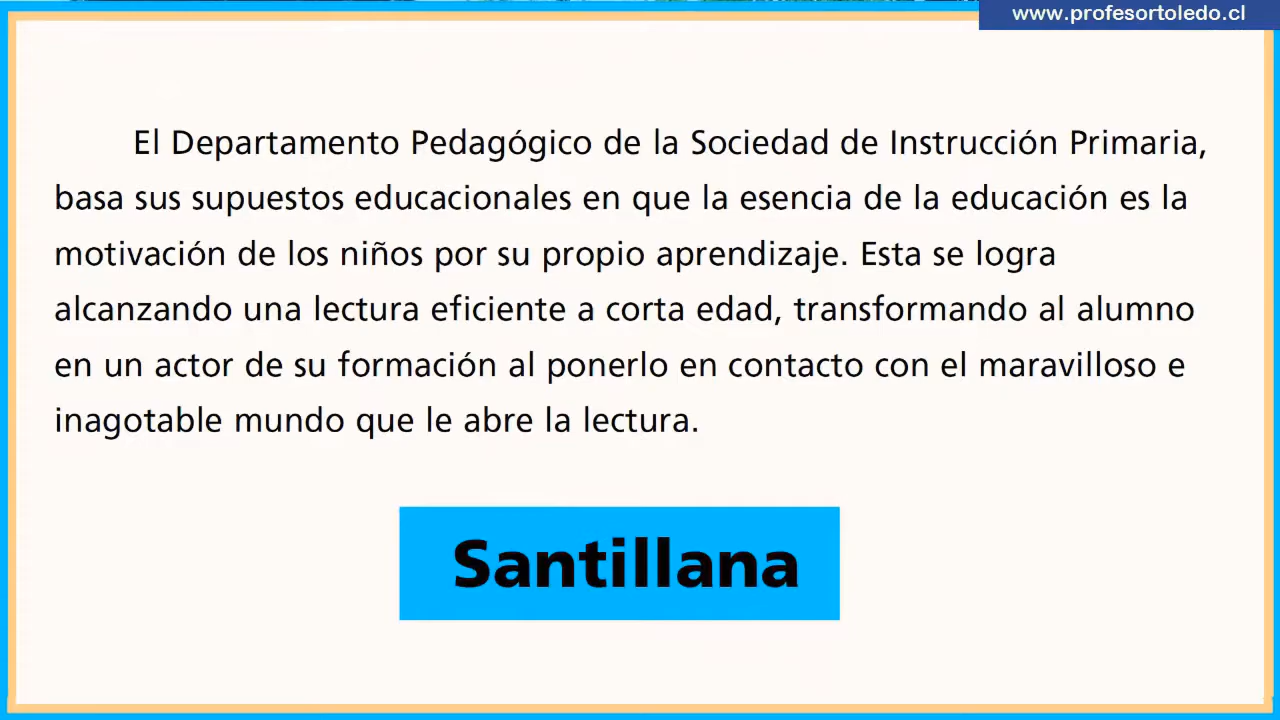 www.profesortoledo.cl
El Departamento Pedagógico de la Sociedad de Instrucción Primaria,
basa sus supuestos educacionales en que la esencia de la educación es la
motivación de los niños por su propio aprendizaje. Esta se logra
alcanzando una lectura eficiente a corta edad, transformando al alumno
en un actor de su formación al ponerlo en contacto con el maravilloso e
inagotable mundo que le abre la lectura.
Santillana